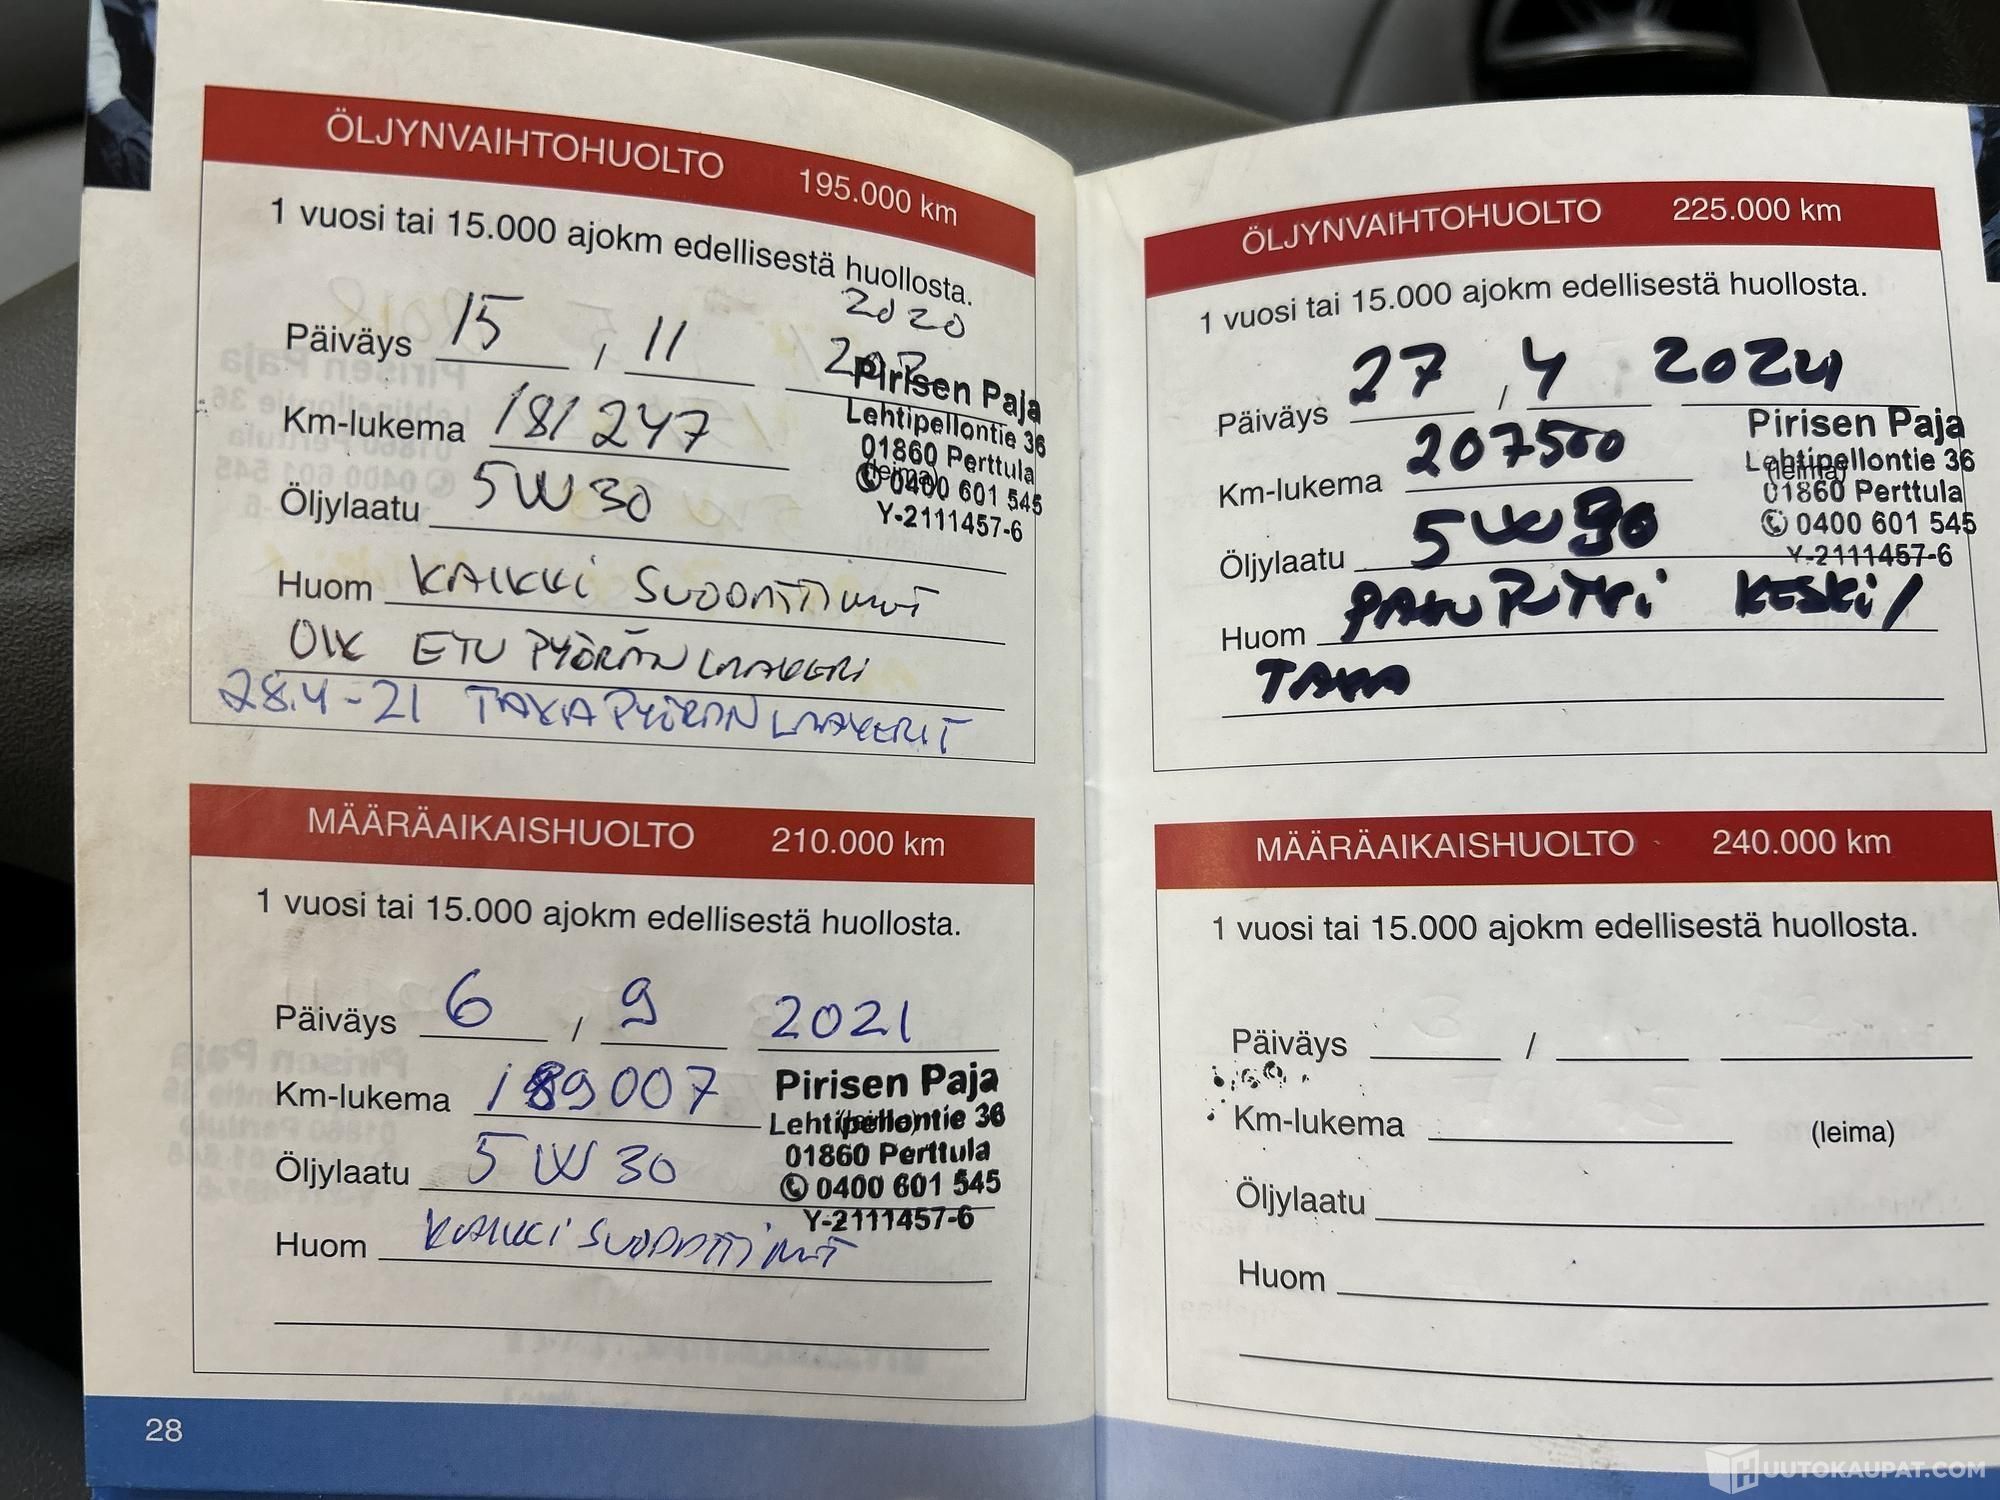 ÖLJYNVAIHTOHUOLTO 195.000 km
1 vuosi tai 15.000 ajokm edellisestä huollosta.
2020
Päiväys 15 , 11
Pirisen Paja
Lehtipellontie 36
Km-lukema 181 247
01860 Perttula
(leima)
0400 601 545
Öljylaatu 5W30
Y-2111457-6
Huom KAIKKI SUODATTIMET
OIK ETU PYÖRÄN LAAKERI
28.4-21 TAKAPYÖRÄN LAAKERIT
MÄÄRÄAIKAISHUOLTO 210.000 km
1 vuosi tai 15.000 ajokm edellisestä huollosta.
Päiväys 6 / 9 2021
Km-lukema 189007
Pirisen Paja
Lehtipellontie 36
(leima)
01860 Perttula
Öljylaatu 5W30
0400 601 545
Y-2111457-6
Huom KAIKKI SUODATTIMET
28
ÖLJYNVAIHTOHUOLTO 225.000 km
1 vuosi tai 15.000 ajokm edellisestä huollosta.
Päiväys 27 / 4 2024
Pirisen Paja
Km-lukema 207500
Lehtipellontie 36
(leima)
01860 Perttula
Öljylaatu 5W30
0400 601 545
Y-2111457-6
Huom PAKUPUTKI KESKI/
TAKA
MÄÄRÄAIKAISHUOLTO 240.000 km
1 vuosi tai 15.000 ajokm edellisestä huollosta.
Päiväys /
Km-lukema (leima)
Öljylaatu
Huom
HUUTOKAUPAT.COM